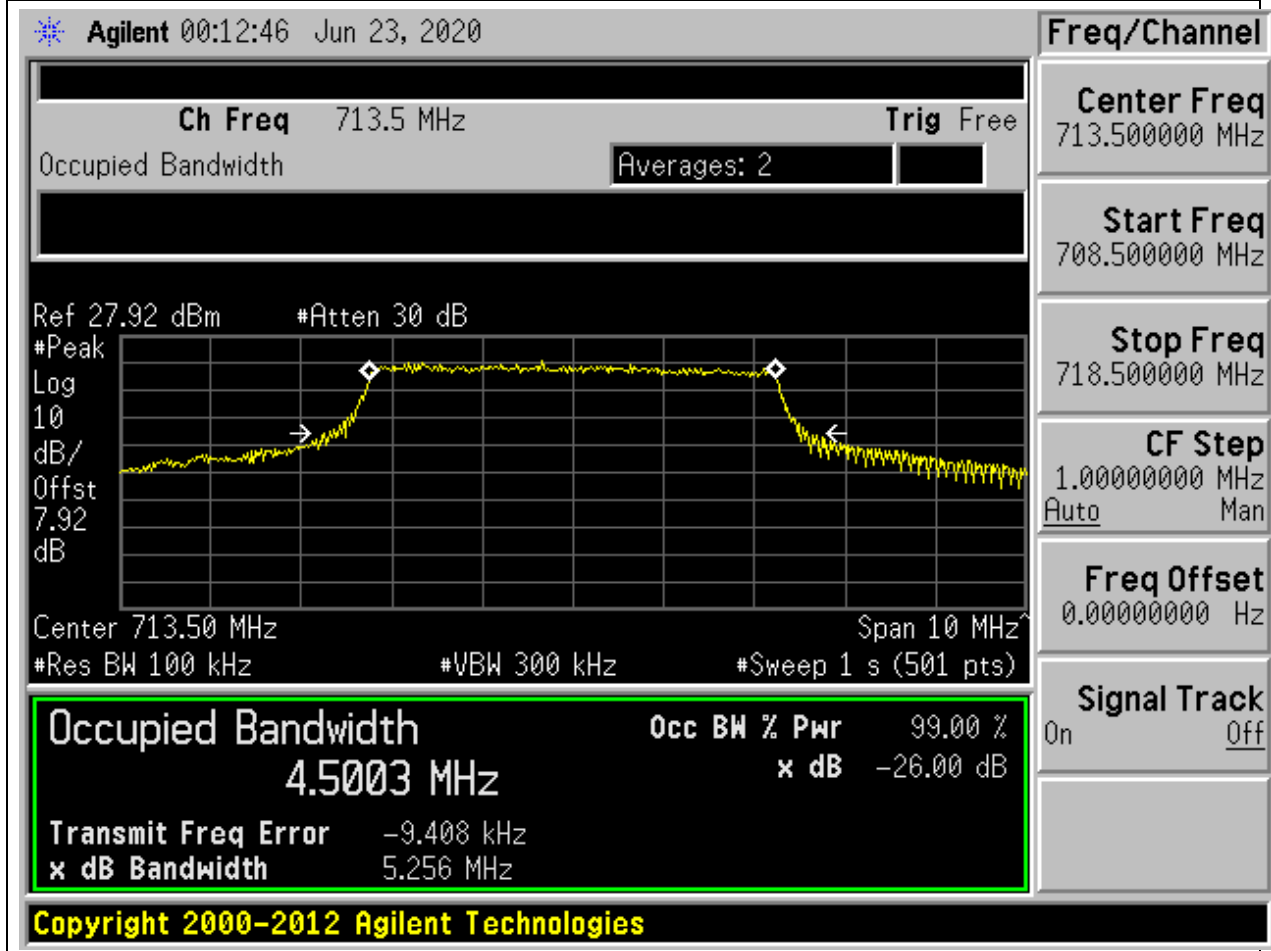 Agilent 00:12:46 Jun 23, 2020
Freq/Channel
Ch Freq 713.5 MHz Trig Free
Occupied Bandwidth Averages: 2
Ref 27.92 dBm #Atten 30 dB
#Peak
Log
10
dB/
Offst
7.92
dB
Center 713.50 MHz Span 10 MHz^
#Res BW 100 kHz #VBW 300 kHz #Sweep 1 s (501 pts)
Occupied Bandwidth
4.5003 MHz
Occ BW % Pwr 99.00 %
x dB -26.00 dB
Transmit Freq Error -9.408 kHz
x dB Bandwidth 5.256 MHz
Center Freq
713.500000 MHz
Start Freq
708.500000 MHz
Stop Freq
718.500000 MHz
CF Step
1.00000000 MHz
Auto Man
Freq Offset
0.00000000 Hz
Signal Track
On Off
Copyright 2000-2012 Agilent Technologies